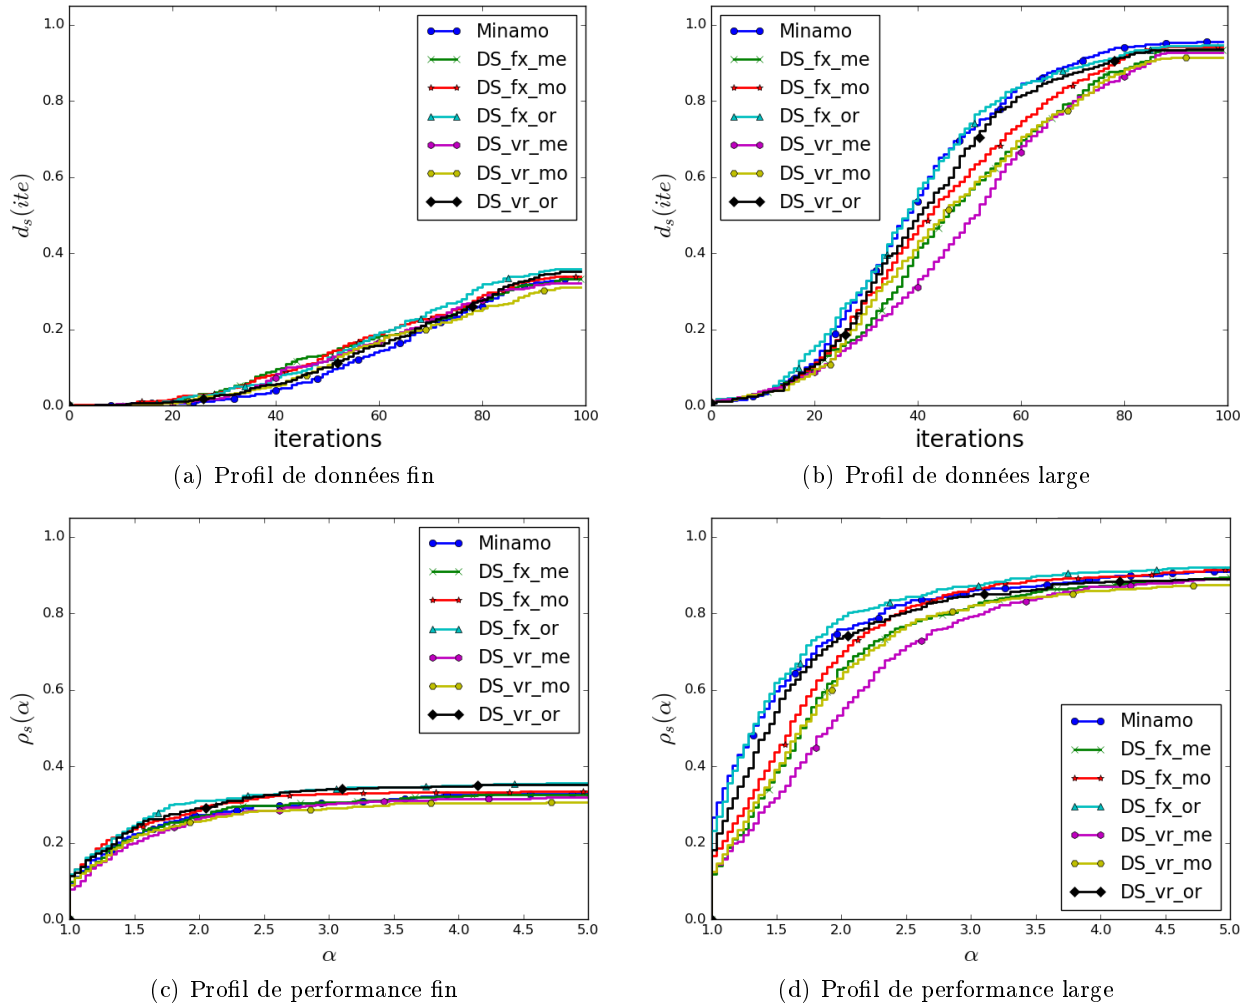 1.0
0.8
0.6
0.4
0.2
0.0
d_s(ite)
0 20 40 60 80 100
iterations
Minamo
DS_fx_me
DS_fx_mo
DS_fx_or
DS_vr_me
DS_vr_mo
DS_vr_or
(a) Profil de données fin
1.0
0.8
0.6
0.4
0.2
0.0
d_s(ite)
0 20 40 60 80 100
iterations
Minamo
DS_fx_me
DS_fx_mo
DS_fx_or
DS_vr_me
DS_vr_mo
DS_vr_or
(b) Profil de données large
1.0
0.8
0.6
0.4
0.2
0.0
ρ_s(α)
1.0 1.5 2.0 2.5 3.0 3.5 4.0 4.5 5.0
α
Minamo
DS_fx_me
DS_fx_mo
DS_fx_or
DS_vr_me
DS_vr_mo
DS_vr_or
(c) Profil de performance fin
1.0
0.8
0.6
0.4
0.2
0.0
ρ_s(α)
1.0 1.5 2.0 2.5 3.0 3.5 4.0 4.5 5.0
α
Minamo
DS_fx_me
DS_fx_mo
DS_fx_or
DS_vr_me
DS_vr_mo
DS_vr_or
(d) Profil de performance large